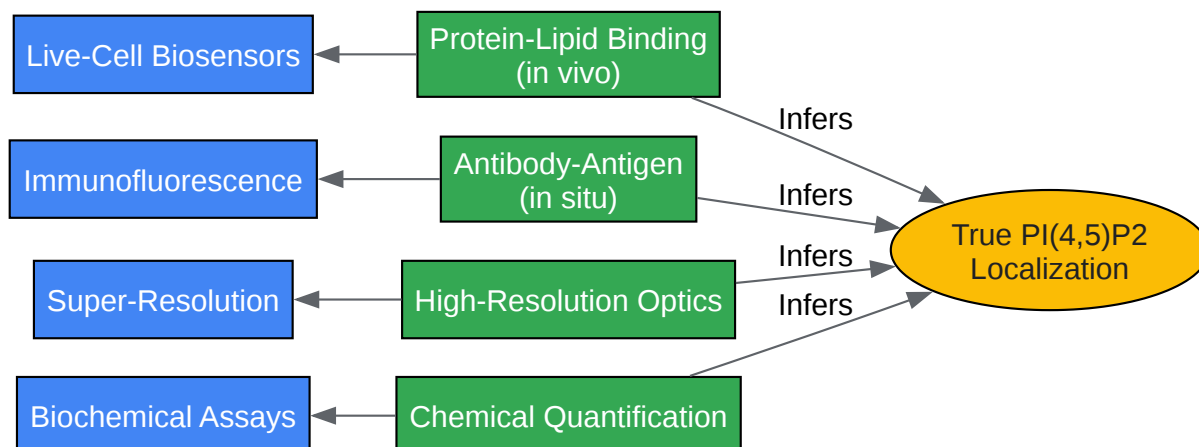 Live-Cell Biosensors
Protein-Lipid Binding
(in vivo)
Infers
Immunofluorescence
Antibody-Antigen
(in situ)
Infers
True PI(4,5)P2
Localization
Infers
Super-Resolution
High-Resolution Optics
Infers
Biochemical Assays
Chemical Quantification